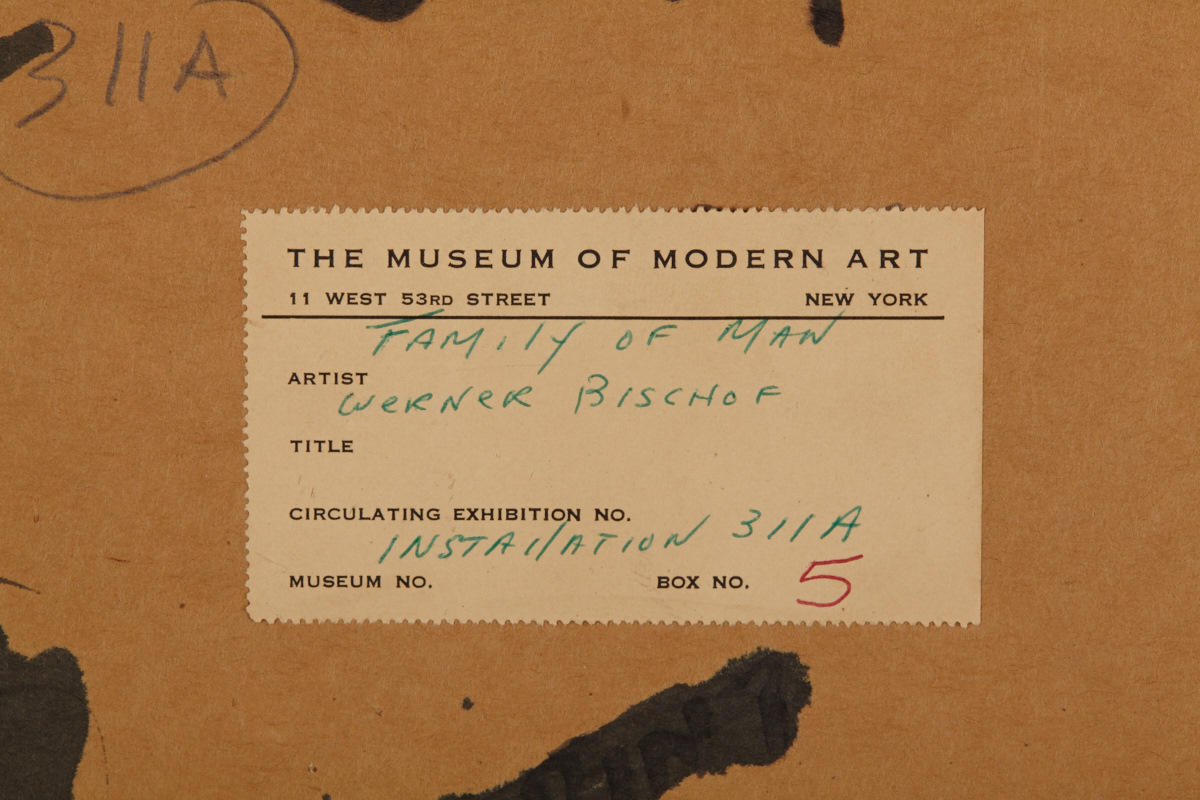 311A
THE MUSEUM OF MODERN ART
11 WEST 53RD STREET NEW YORK
FAMILY OF MAN
ARTIST
WERNER BISCHOF
TITLE
CIRCULATING EXHIBITION NO.
INSTALLATION 311A
MUSEUM NO. BOX NO. 5